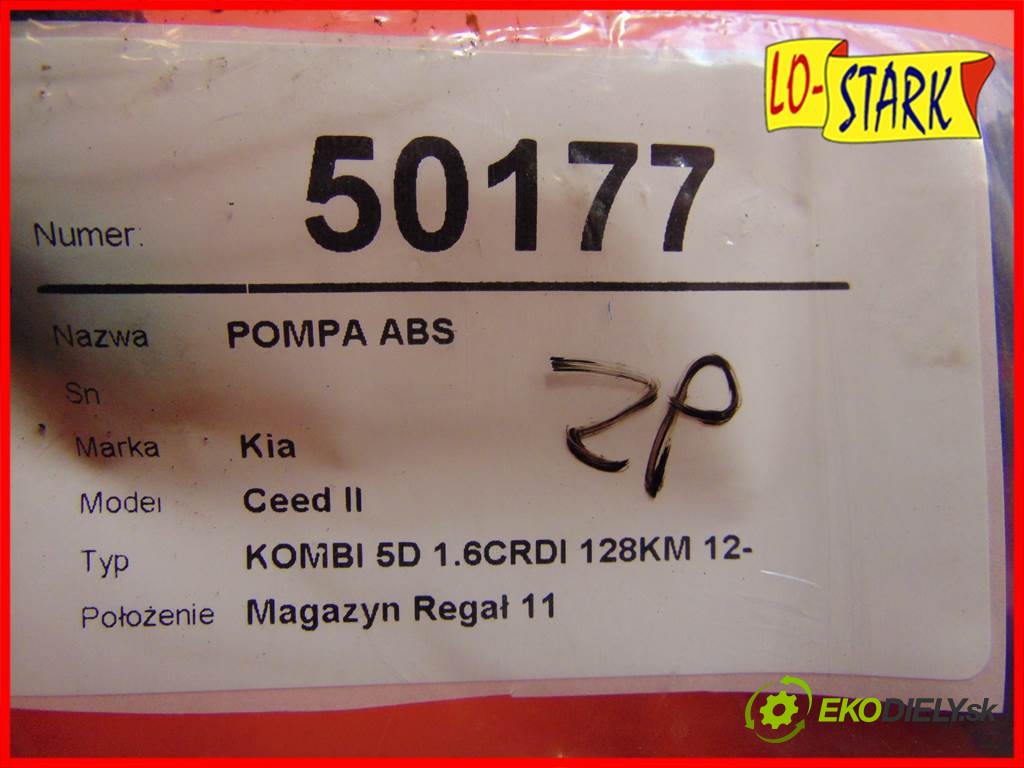 LO-STARK
Numer: 50177
Nazwa POMPA ABS
Sn
ZP
Marka Kia
Model Ceed II
Typ KOMBI 5D 1.6CRDI 128KM 12-
Położenie Magazyn Regał 11
EKODIELY.sk